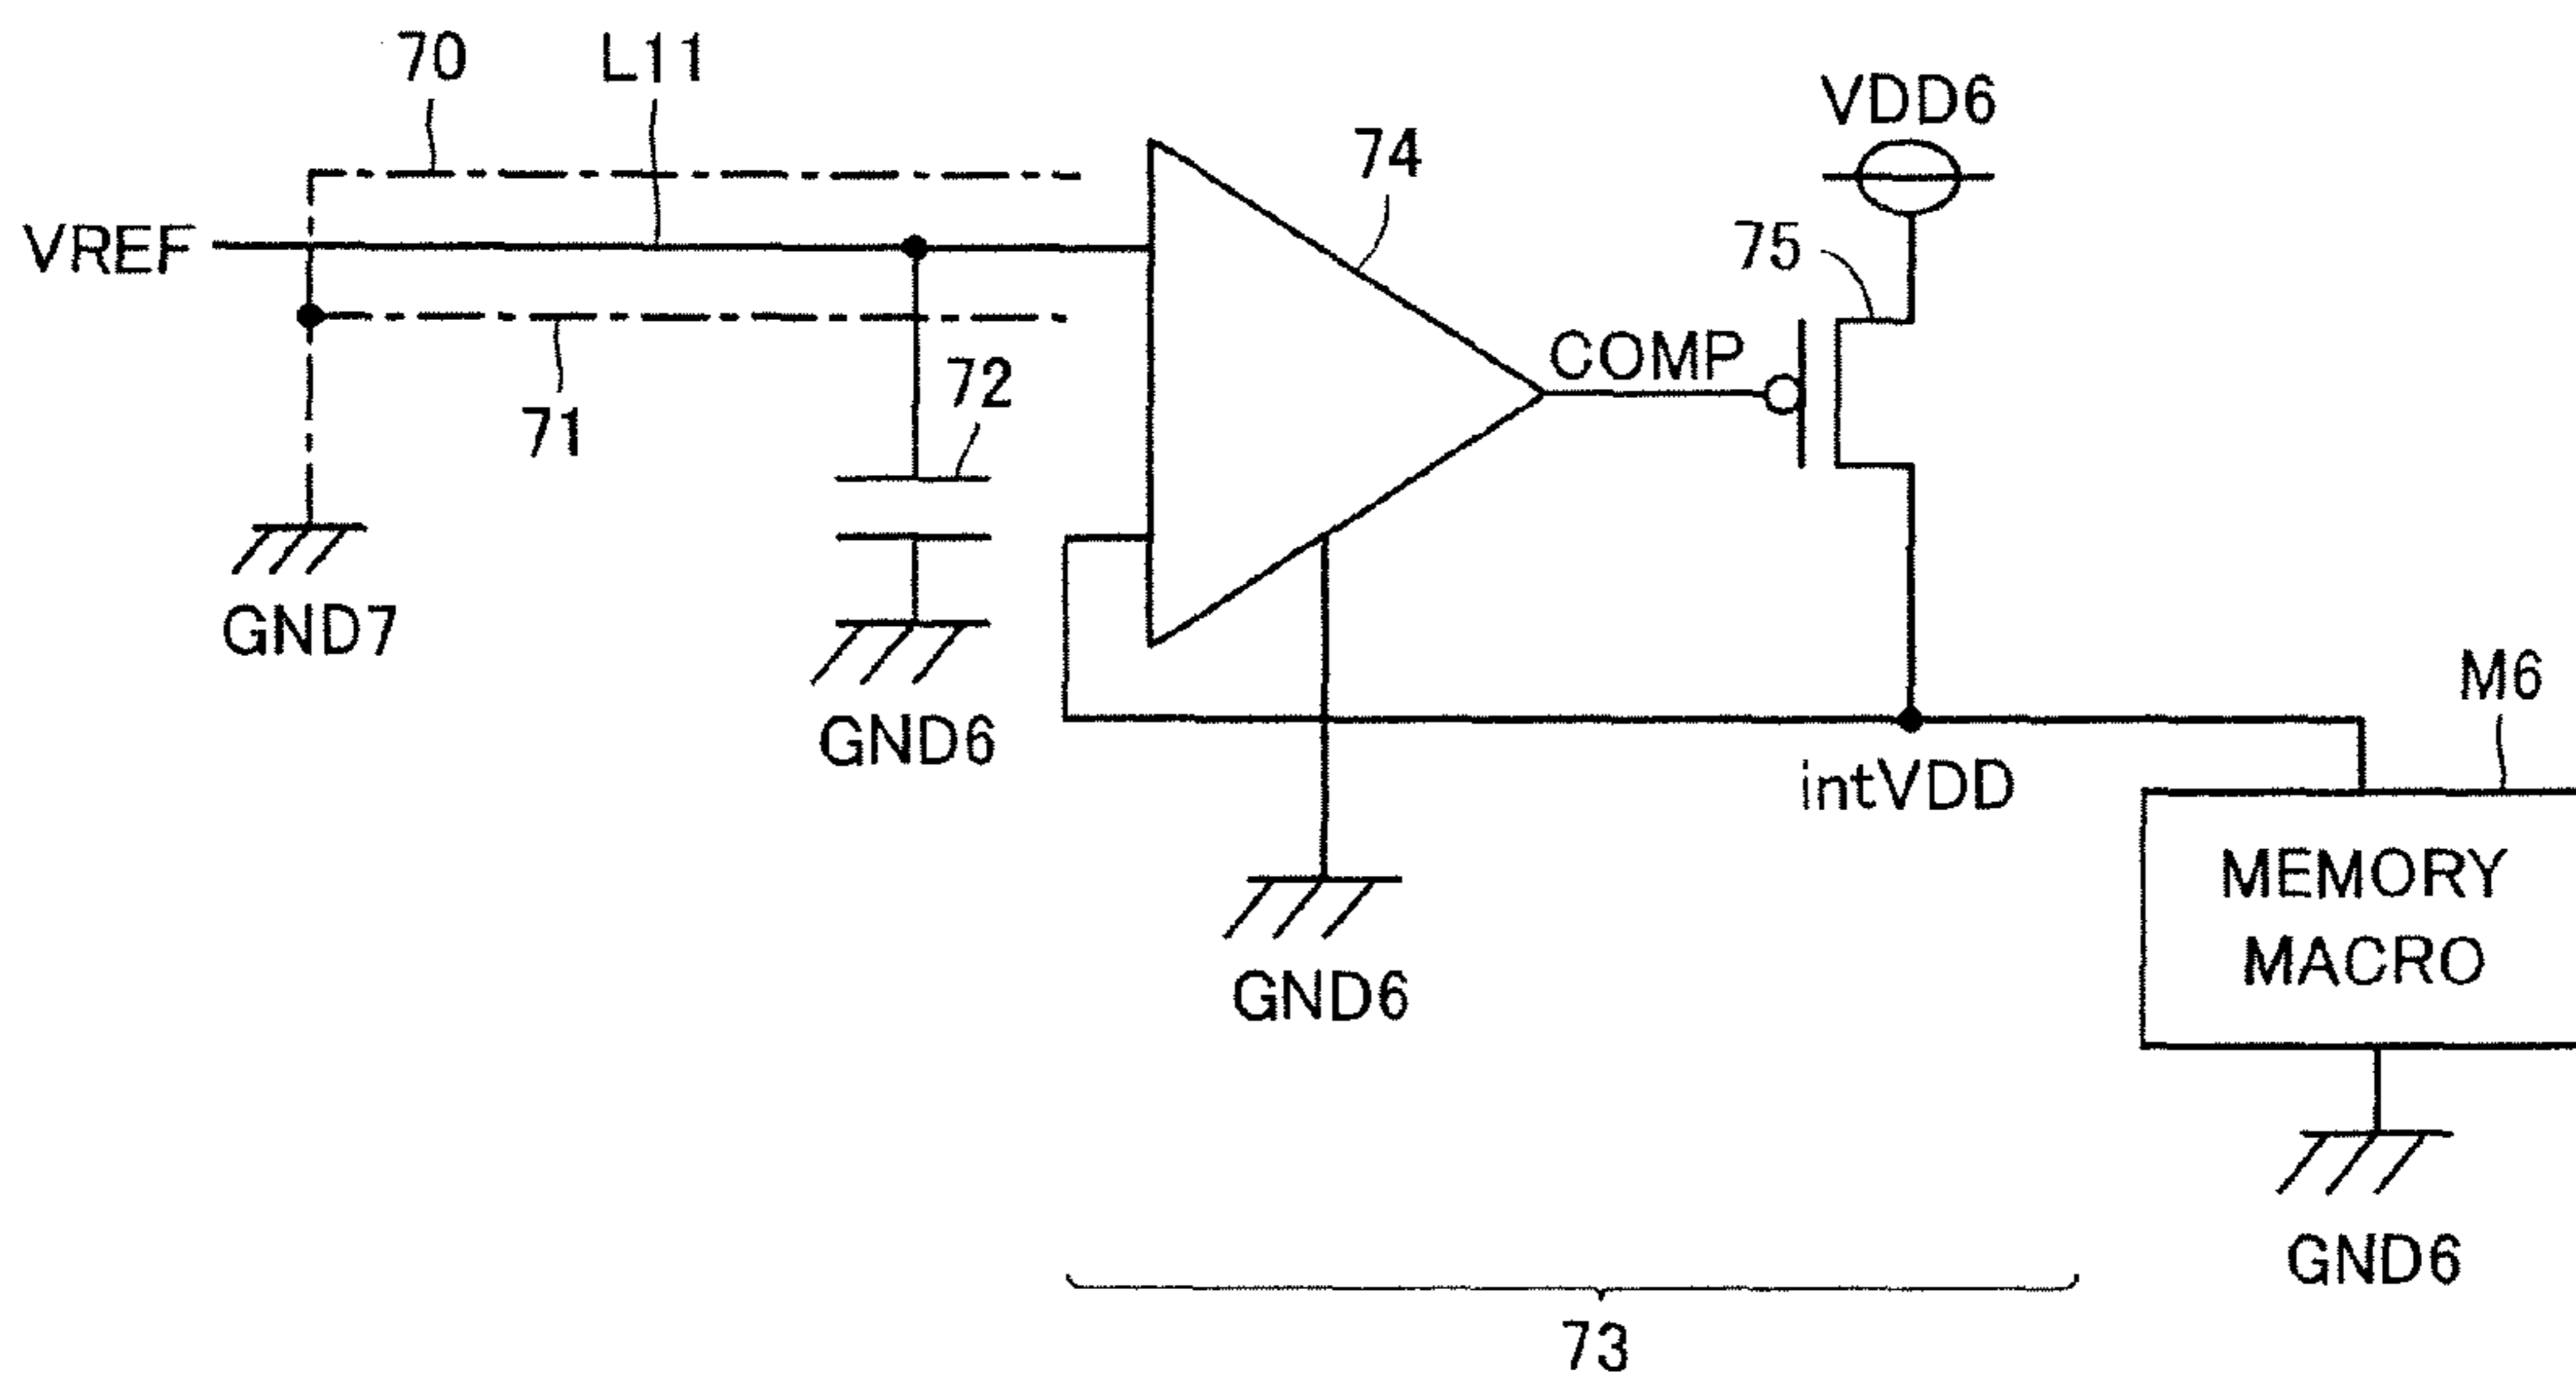 70
L11
VDD6
74
75
VREF
COMP
72
71
GND7
M6
GND6
intVDD
MEMORY
MACRO
GND6
GND6
73